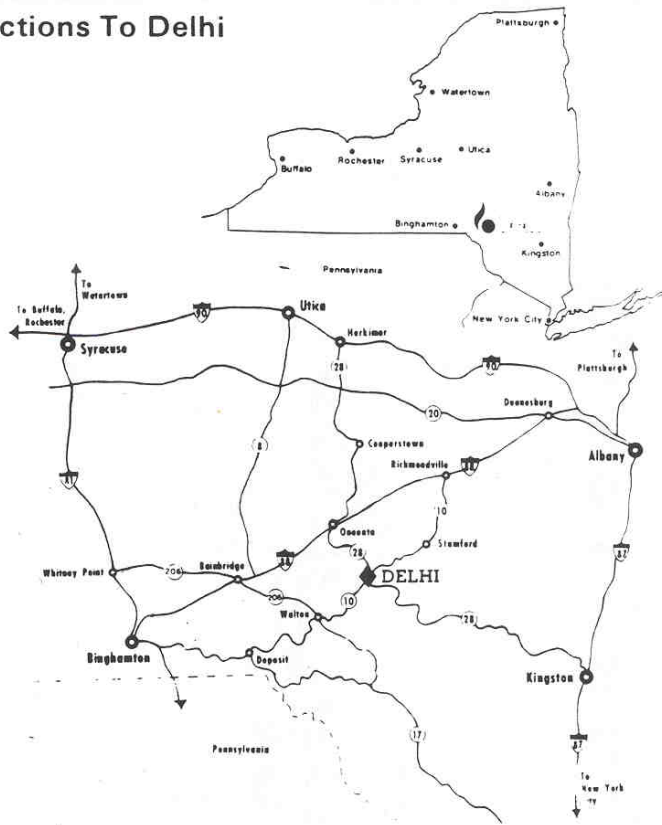 ctions To Delhi
Plattsburgh
Watertown
Buffalo
Rochester
Syracuse
Utica
Albany
Binghamton
Kingston
Pennsylvania
New York City
To
Watertown
To Buffalo,
Rochester
90
Utica
Syracuse
Herkimer
28
90
To
Plattsburgh
20
Duanesburg
8
Cooperstown
Albany
Richmondville
88
81
10
Oneonta
Stamford
28
88
Whitney Point
206
Bainbridge
DELHI
206
10
Walton
28
Binghamton
Deposit
Kingston
17
Pennsylvania
87
To
New York